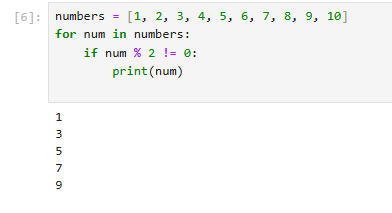 [6]: numbers = [1, 2, 3, 4, 5, 6, 7, 8, 9, 10]
for num in numbers:
    if num % 2 != 0:
        print(num)
1
3
5
7
9